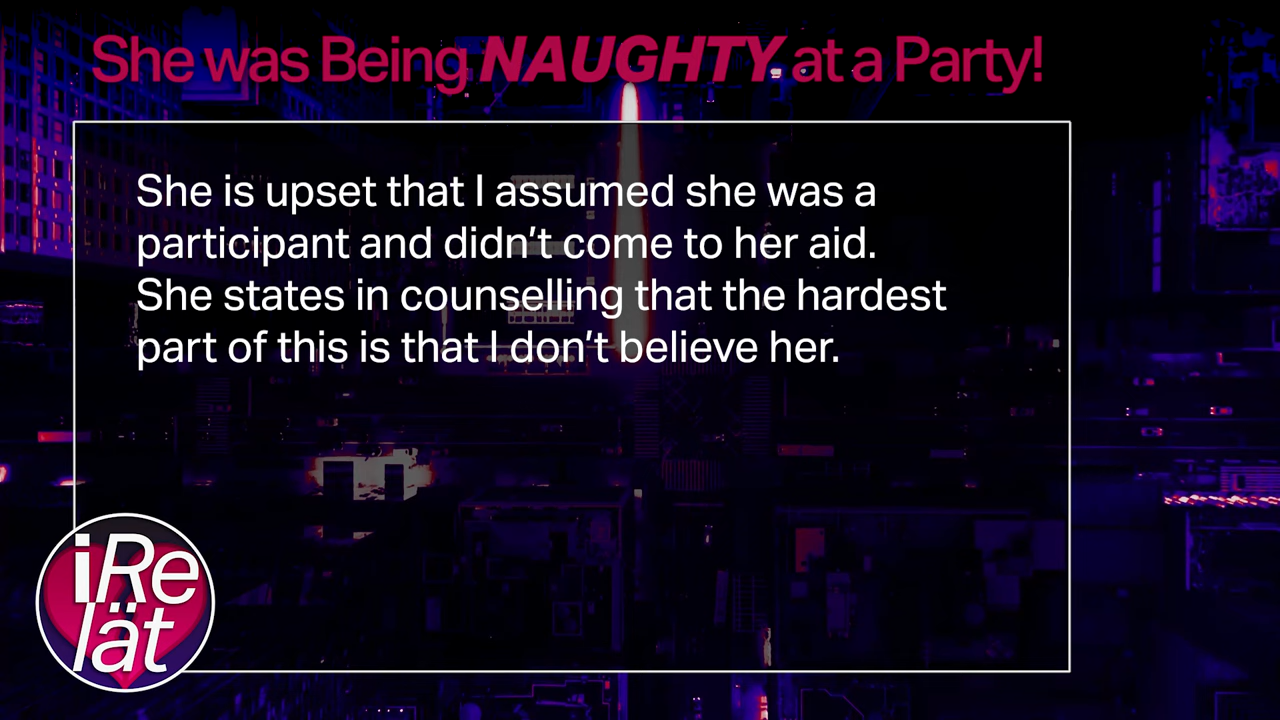 She was Being NAUGHTY at a Party!
She is upset that I assumed she was a
participant and didn’t come to her aid.
She states in counselling that the hardest
part of this is that I don’t believe her.
iRe
lät